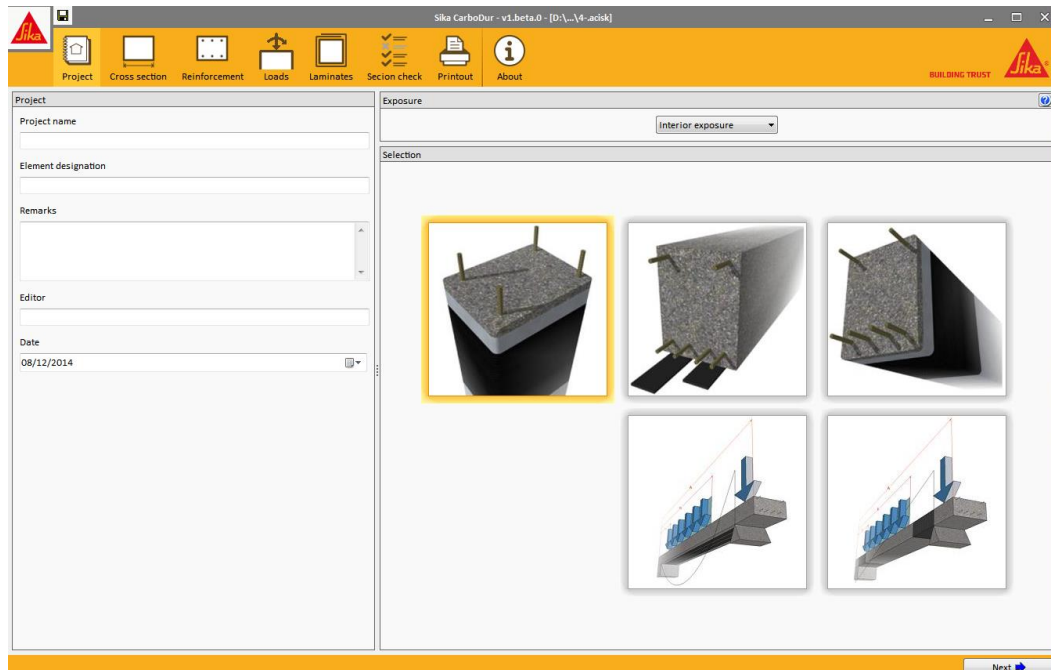 Sika
Sika CarboDur - v1.beta.0 - [D:\...\4-.acisk]
Project
Cross section
Reinforcement
Loads
Laminates
Secion check
Printout
About
BUILDING TRUST
Sika
Project
Project name
Element designation
Remarks
Editor
Date
08/12/2014
Exposure
Interior exposure
Selection
Next